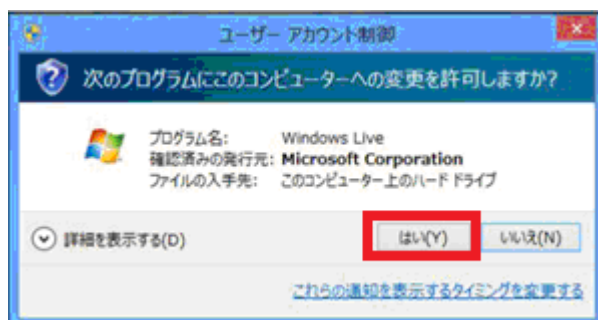 ユーザー アカウント制御
次のプログラムにこのコンピューターへの変更を許可しますか?
プログラム名: Windows Live
確認済みの発行元: Microsoft Corporation
ファイルの入手先: このコンピューター上のハード ドライブ
詳細を表示する(D) はい(Y) いいえ(N)
これらの通知を表示するタイミングを変更する